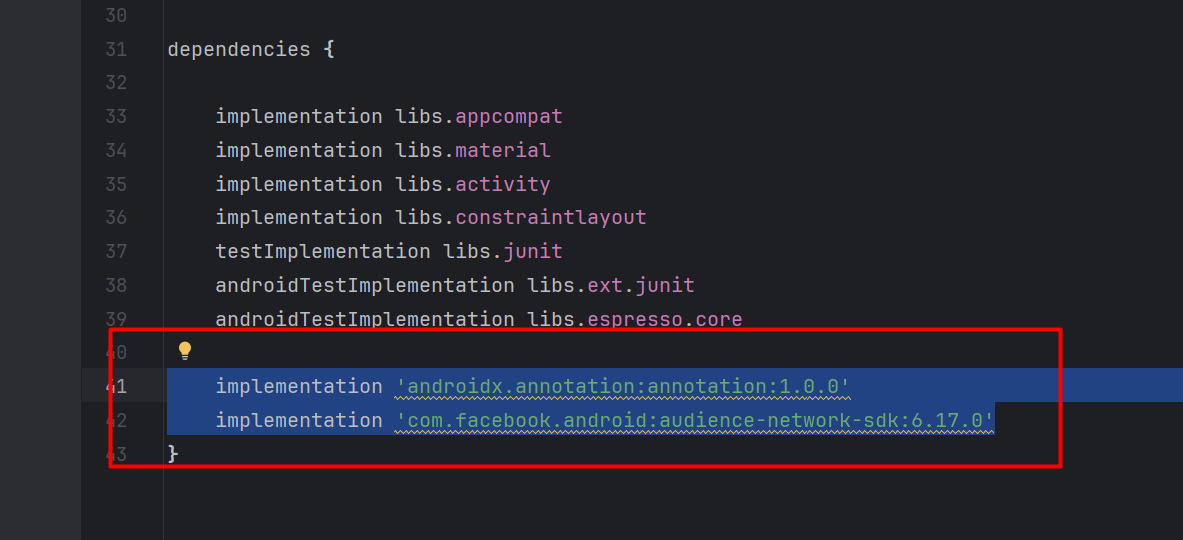 30
31 dependencies {
32
33 implementation libs.appcompat
34 implementation libs.material
35 implementation libs.activity
36 implementation libs.constraintlayout
37 testImplementation libs.junit
38 androidTestImplementation libs.ext.junit
39 androidTestImplementation libs.espresso.core
40
41 implementation 'androidx.annotation:annotation:1.0.0'
42 implementation 'com.facebook.android:audience-network-sdk:6.17.0'
43 }